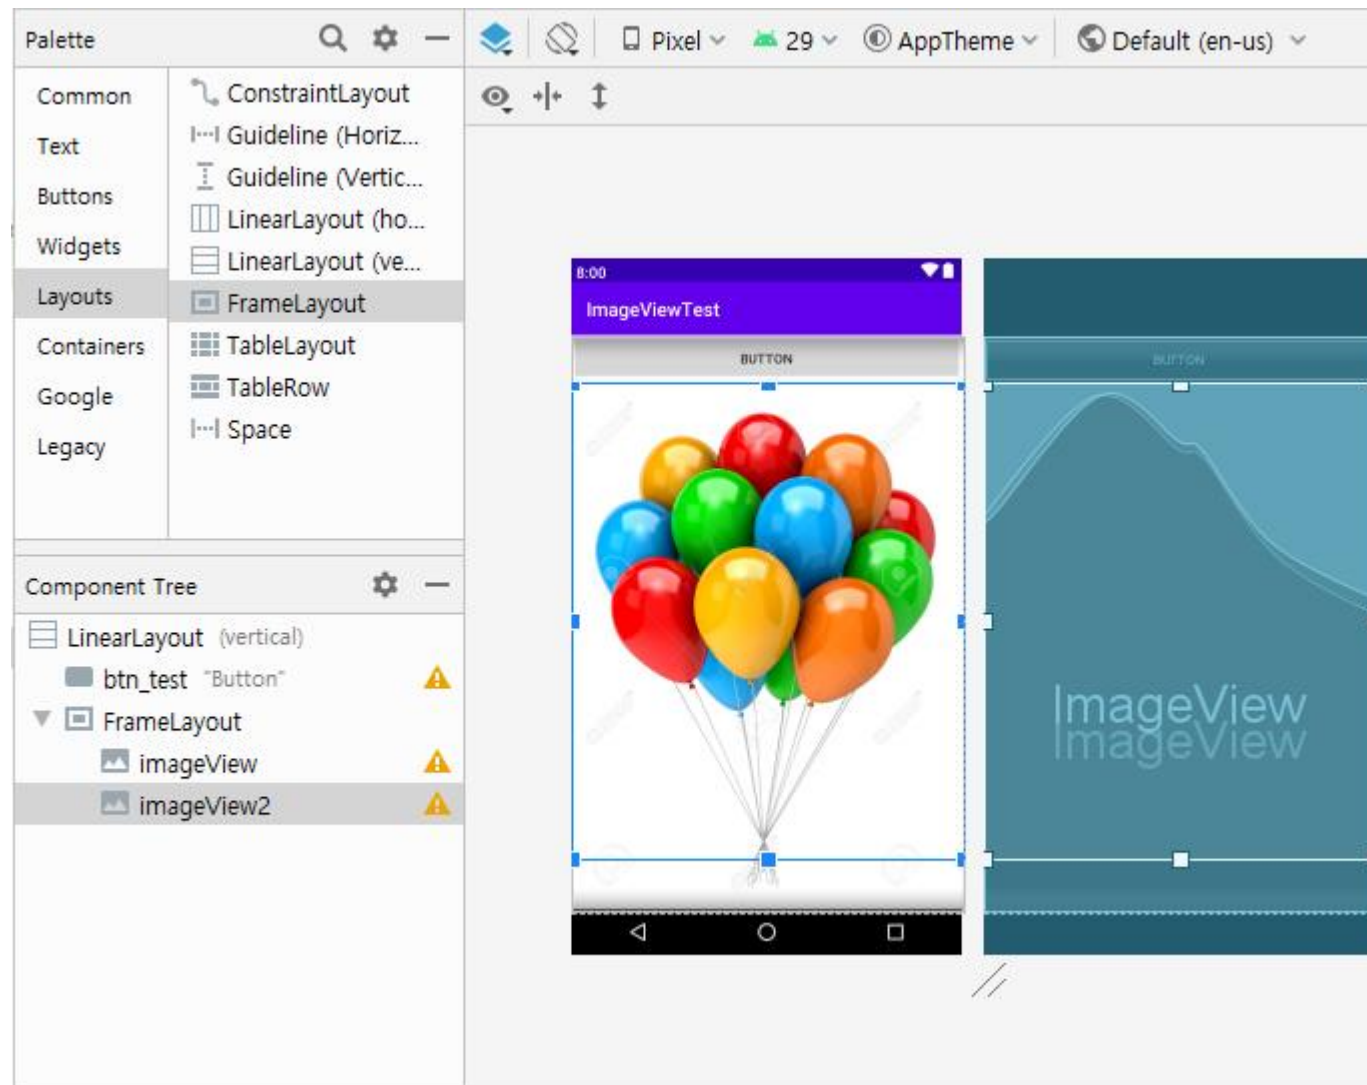 Palette
Pixel
29
AppTheme
Default (en-us)
Common
Text
Buttons
Widgets
Layouts
Containers
Google
Legacy
ConstraintLayout
Guideline (Horiz...
Guideline (Vertic...
LinearLayout (ho...
LinearLayout (ve...
FrameLayout
TableLayout
TableRow
Space
Component Tree
LinearLayout (vertical)
btn_test "Button"
FrameLayout
imageView
imageView2
8:00
ImageViewTest
BUTTON
BUTTON
ImageView
ImageView